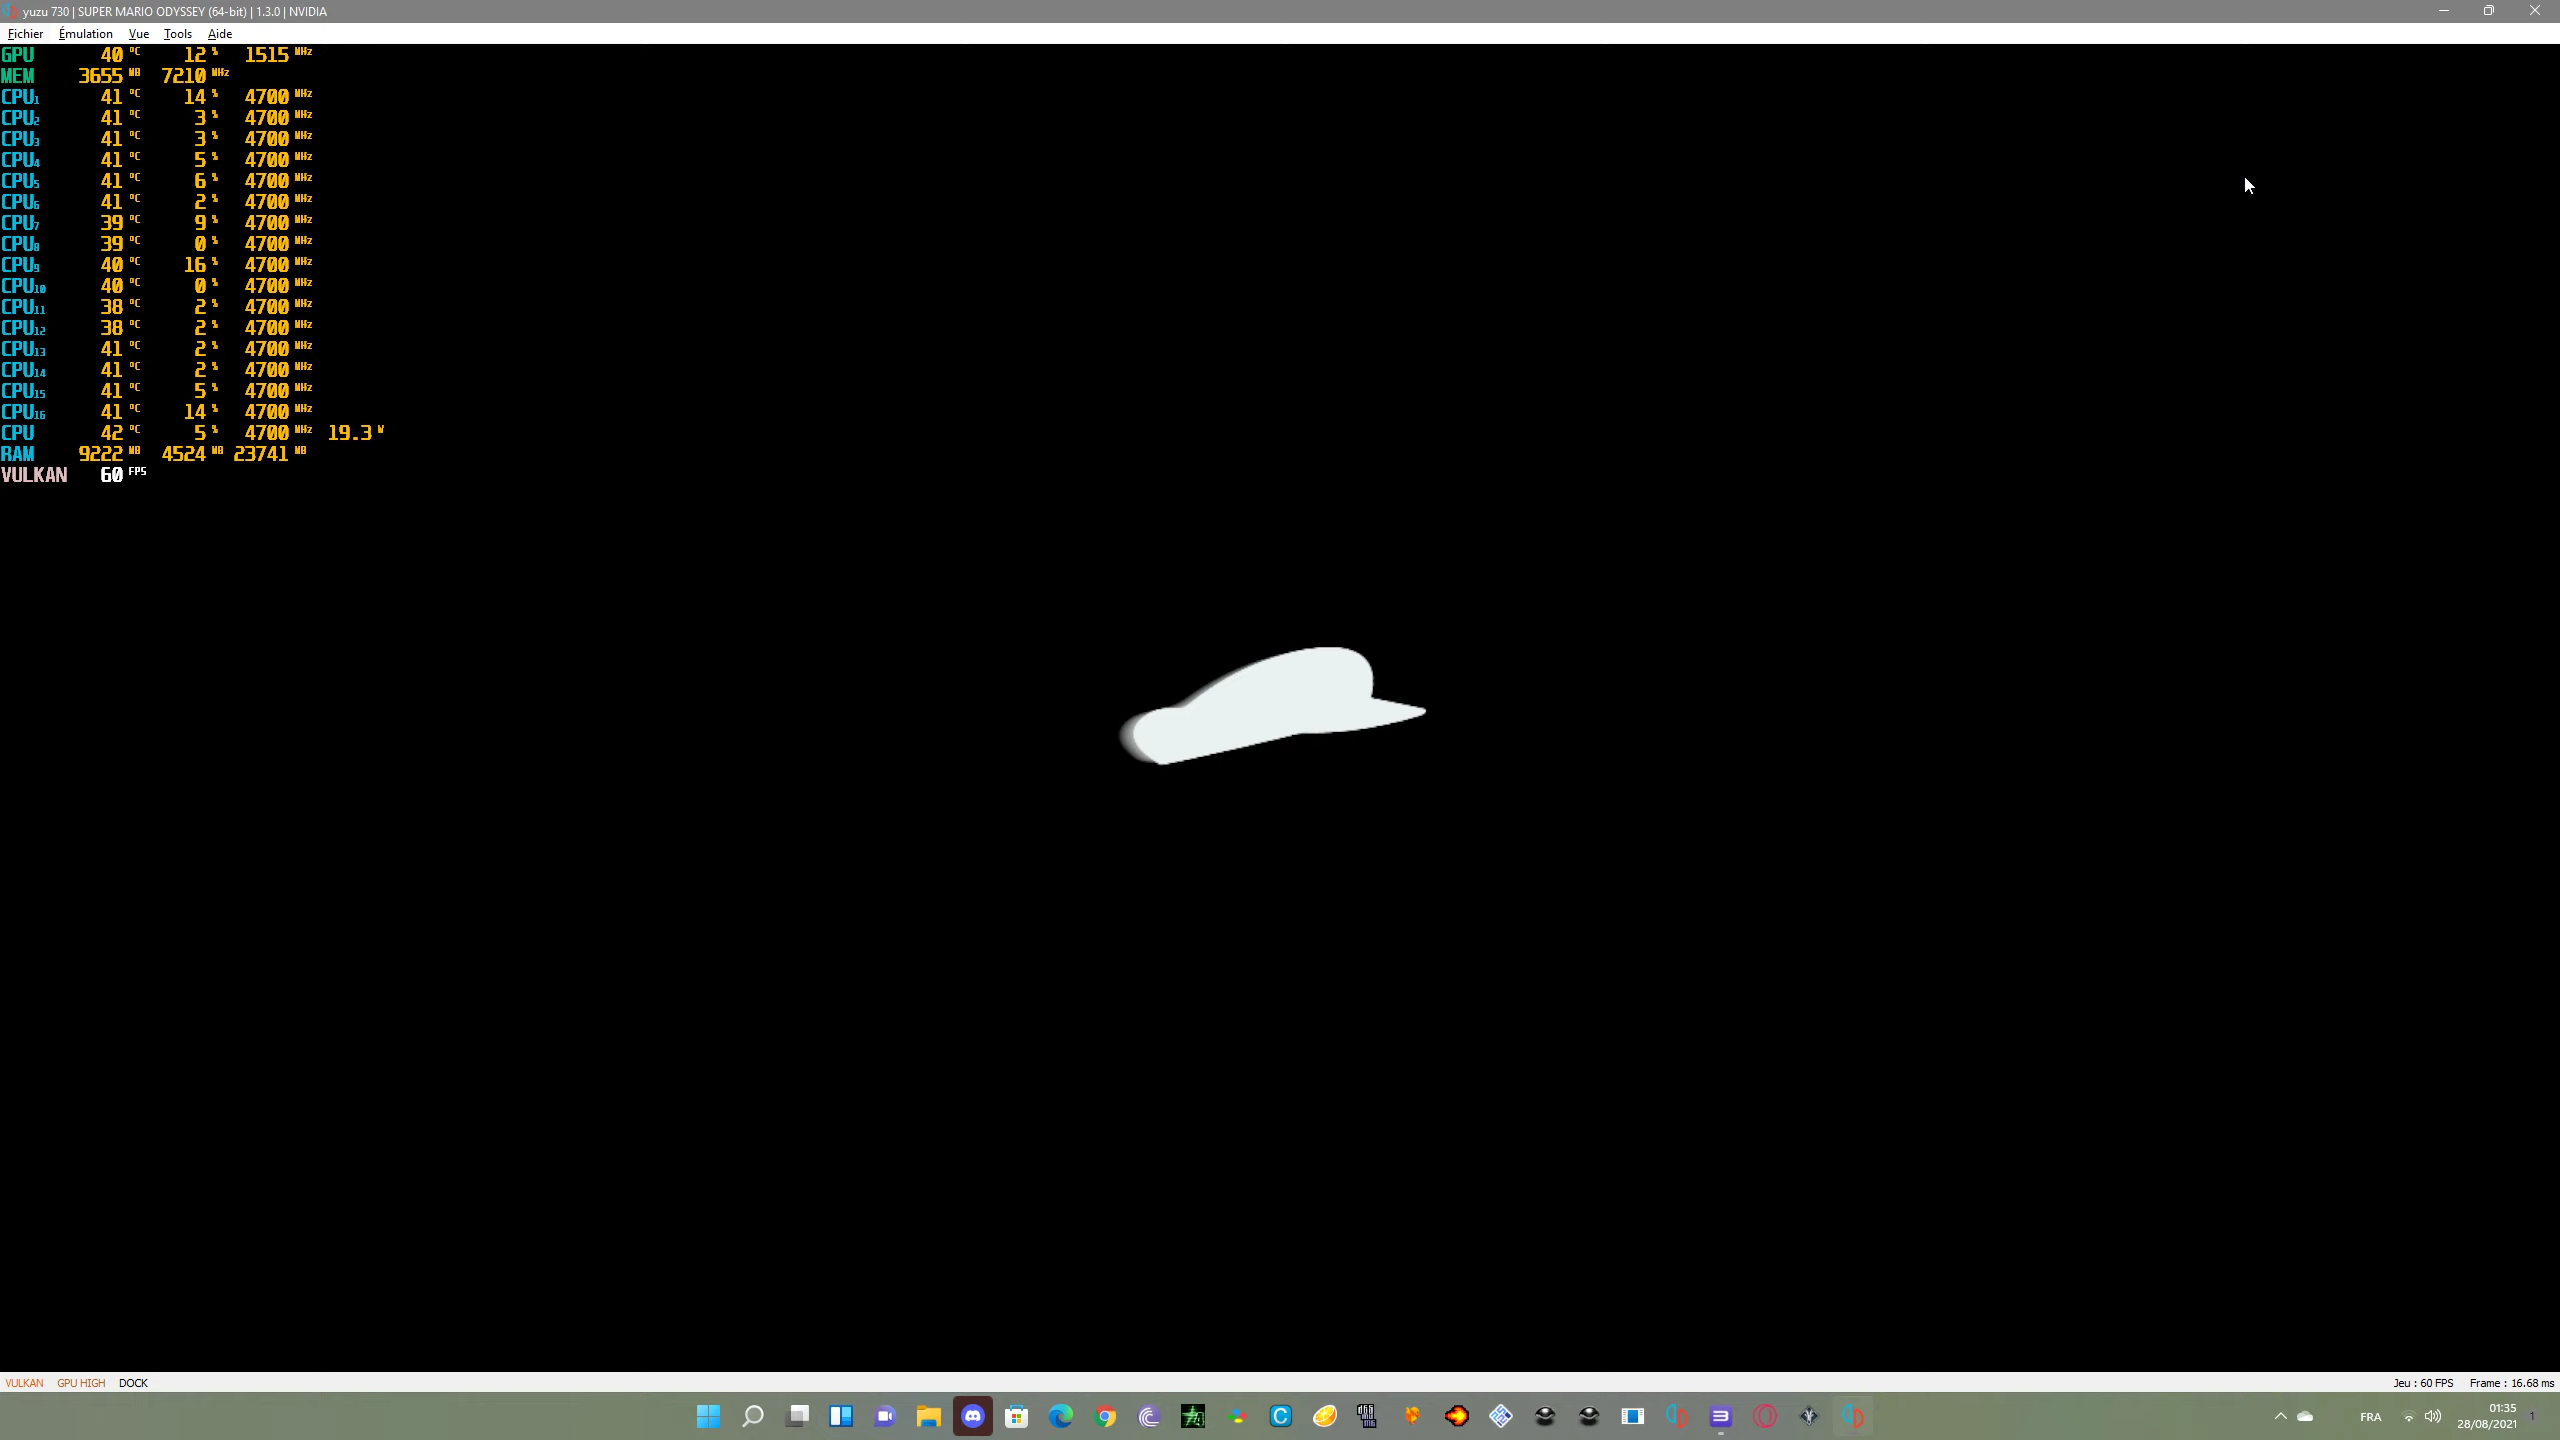 yuzu 730 | SUPER MARIO ODYSSEY (64-bit) | 1.3.0 | NVIDIA
Fichier Émulation Vue Tools Aide
GPU 40 °C 12 % 1515 MHz
MEM 3655 MB 7210 MHz
CPU1 41 °C 14 % 4700 MHz
CPU2 41 °C 3 % 4700 MHz
CPU3 41 °C 3 % 4700 MHz
CPU4 41 °C 5 % 4700 MHz
CPU5 41 °C 6 % 4700 MHz
CPU6 41 °C 2 % 4700 MHz
CPU7 39 °C 9 % 4700 MHz
CPU8 39 °C 0 % 4700 MHz
CPU9 40 °C 16 % 4700 MHz
CPU10 40 °C 0 % 4700 MHz
CPU11 38 °C 2 % 4700 MHz
CPU12 38 °C 2 % 4700 MHz
CPU13 41 °C 2 % 4700 MHz
CPU14 41 °C 2 % 4700 MHz
CPU15 41 °C 5 % 4700 MHz
CPU16 41 °C 14 % 4700 MHz
CPU 42 °C 5 % 4700 MHz 19.3 W
RAM 9222 MB 4524 MB 23741 MB
VULKAN 60 FPS
VULKAN GPU HIGH DOCK Jeu : 60 FPS Frame : 16.68 ms
FRA 01:35 1
28/08/2021